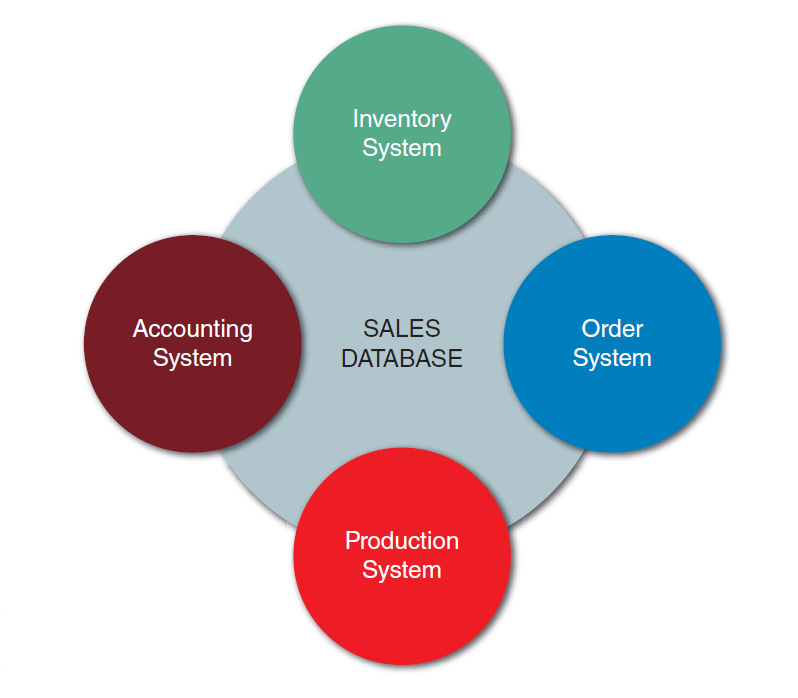 Inventory
System
Accounting
System
SALES
DATABASE
Order
System
Production
System